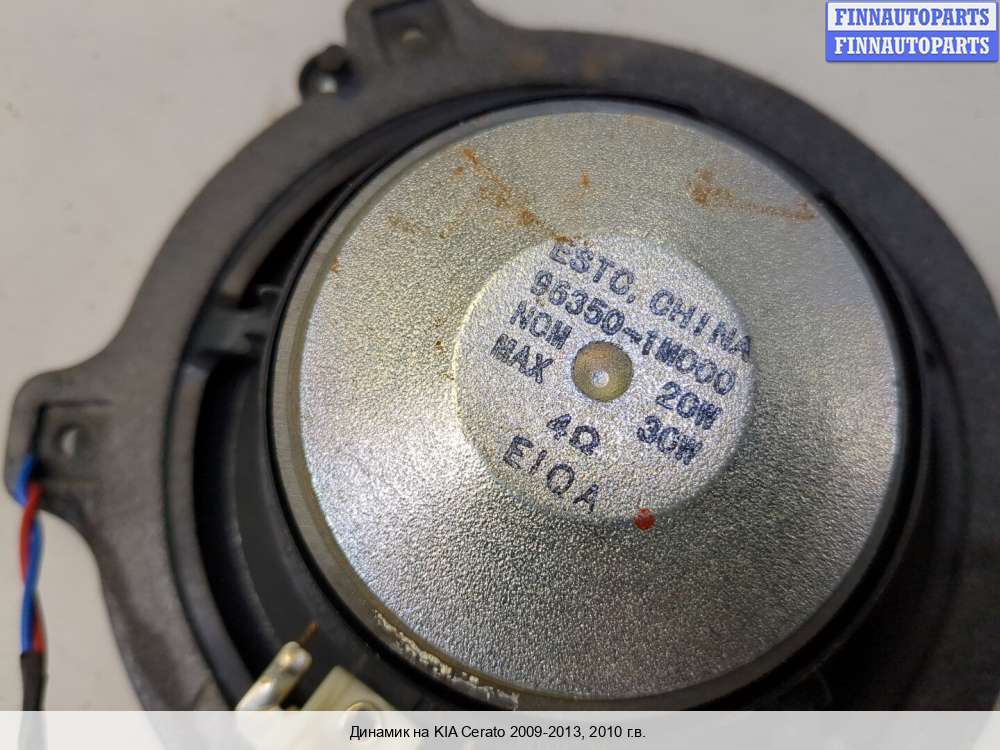 FINNAUTOPARTS
FINNAUTOPARTS
ESTC, CHINA
96350-1M000
NOM 20W
MAX 30W
4Ω
EIQA
Динамик на KIA Cerato 2009-2013, 2010 г.в.